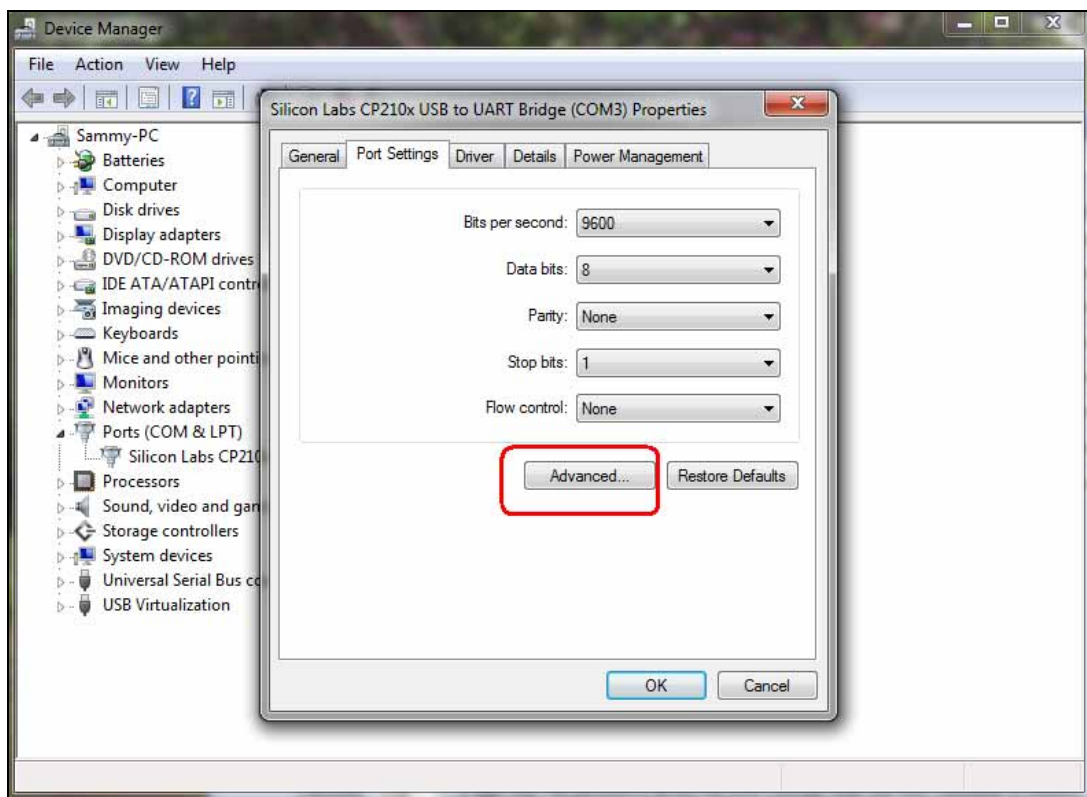 Device Manager
File Action View Help
Silicon Labs CP210x USB to UART Bridge (COM3) Properties
General Port Settings Driver Details Power Management
Sammy-PC
Batteries
Computer
Disk drives
Display adapters
DVD/CD-ROM drives
IDE ATA/ATAPI contr
Imaging devices
Keyboards
Mice and other pointi
Monitors
Network adapters
Ports (COM & LPT)
Silicon Labs CP210
Processors
Sound, video and gan
Storage controllers
System devices
Universal Serial Bus co
USB Virtualization
Bits per second: 9600
Data bits: 8
Parity: None
Stop bits: 1
Flow control: None
Advanced... Restore Defaults
OK Cancel